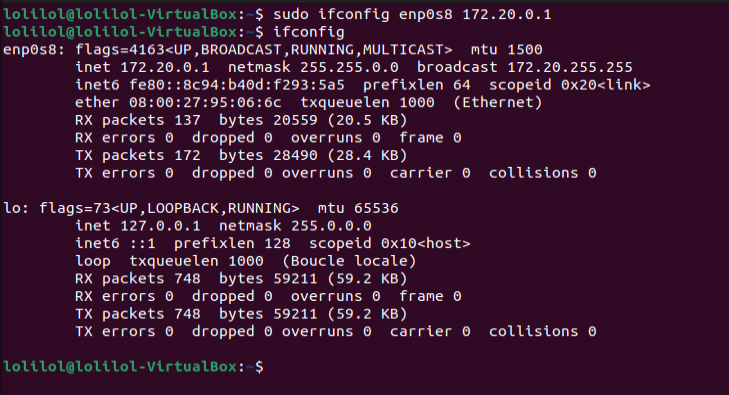 lolilol@lolilol-VirtualBox:~$ sudo ifconfig enp0s8 172.20.0.1
lolilol@lolilol-VirtualBox:~$ ifconfig
enp0s8: flags=4163<UP,BROADCAST,RUNNING,MULTICAST>  mtu 1500
        inet 172.20.0.1  netmask 255.255.0.0  broadcast 172.20.255.255
        inet6 fe80::8c94:b40d:f293:5a5  prefixlen 64  scopeid 0x20<link>
        ether 08:00:27:95:06:6c  txqueuelen 1000  (Ethernet)
        RX packets 137  bytes 20559 (20.5 KB)
        RX errors 0  dropped 0  overruns 0  frame 0
        TX packets 172  bytes 28490 (28.4 KB)
        TX errors 0  dropped 0 overruns 0  carrier 0  collisions 0

lo: flags=73<UP,LOOPBACK,RUNNING>  mtu 65536
        inet 127.0.0.1  netmask 255.0.0.0
        inet6 ::1  prefixlen 128  scopeid 0x10<host>
        loop  txqueuelen 1000  (Boucle locale)
        RX packets 748  bytes 59211 (59.2 KB)
        RX errors 0  dropped 0  overruns 0  frame 0
        TX packets 748  bytes 59211 (59.2 KB)
        TX errors 0  dropped 0 overruns 0  carrier 0  collisions 0

lolilol@lolilol-VirtualBox:~$